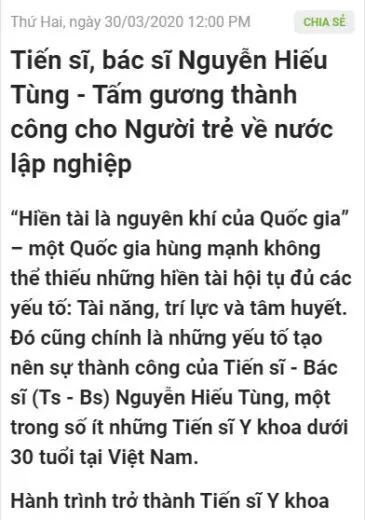 Thứ Hai, ngày 30/03/2020 12:00 PM
CHIA SẺ
Tiến sĩ, bác sĩ Nguyễn Hiếu
Tùng - Tấm gương thành
công cho Người trẻ về nước
lập nghiệp
“Hiền tài là nguyên khí của Quốc gia”
– một Quốc gia hùng mạnh không
thể thiếu những hiền tài hội tụ đủ các
yếu tố: Tài năng, trí lực và tâm huyết.
Đó cũng chính là những yếu tố tạo
nên sự thành công của Tiến sĩ - Bác
sĩ (Ts - Bs) Nguyễn Hiếu Tùng, một
trong số ít những Tiến sĩ Y khoa dưới
30 tuổi tại Việt Nam.
Hành trình trở thành Tiến sĩ Y khoa